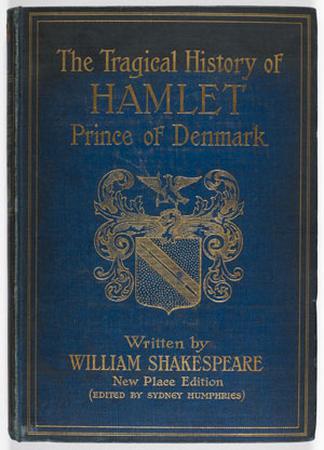 The Tragical History of
HAMLET
Prince of Denmark
Written by
WILLIAM SHAKESPEARE
New Place Edition
(EDITED BY SYDNEY HUMPHRIES)